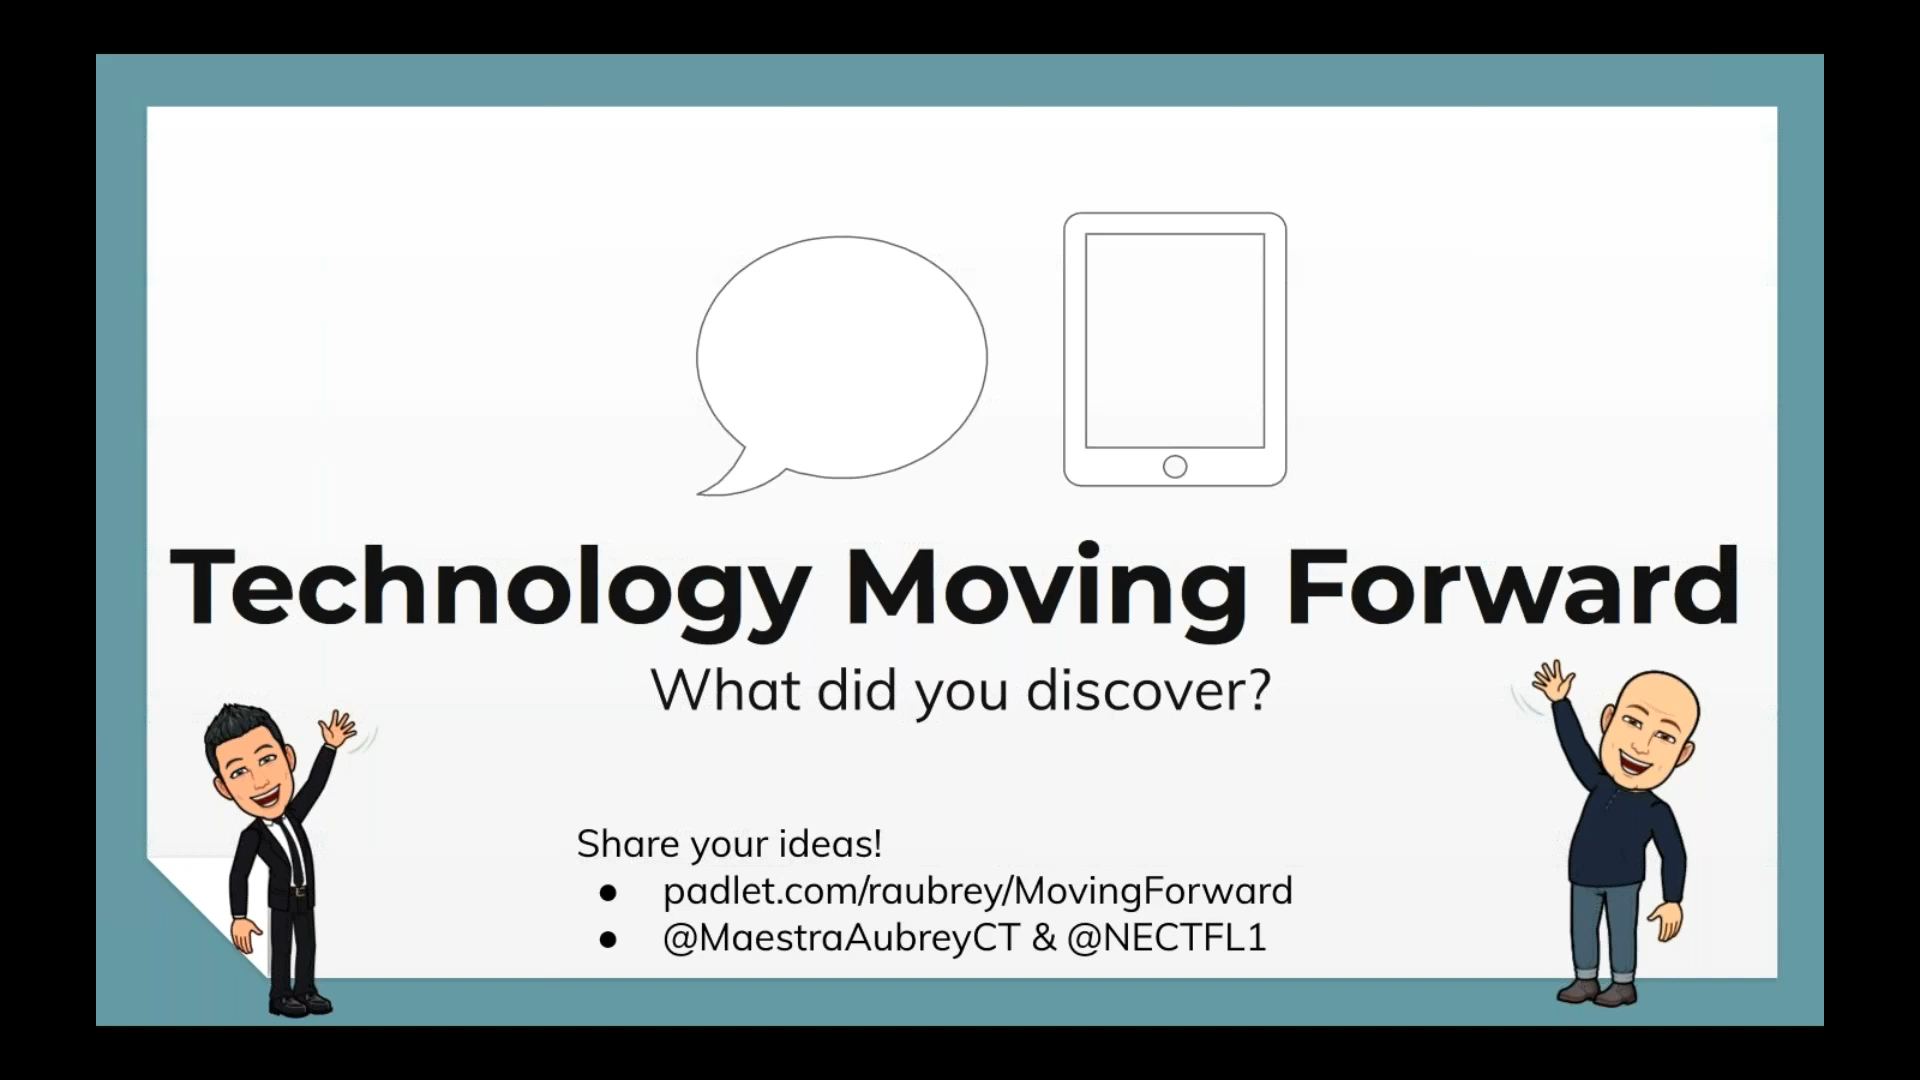 Technology Moving Forward
What did you discover?
Share your ideas!
● padlet.com/raubrey/MovingForward
● @MaestraAubreyCT & @NECTFL1